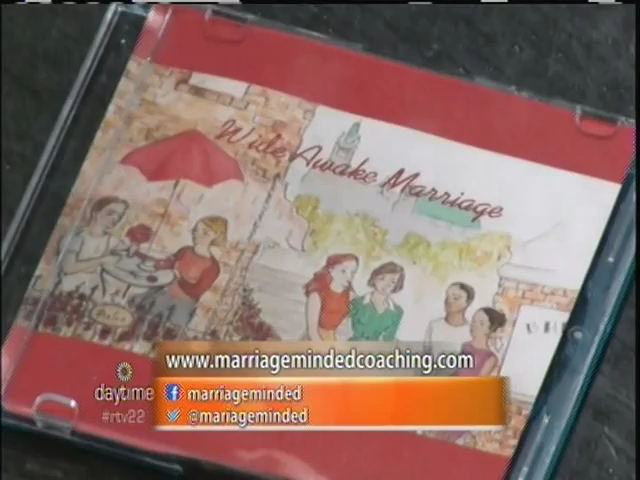 Wide Awake Marriage
www.marriagemindedcoaching.com
daytime
marriageminded
#rtv22
@mariageminded